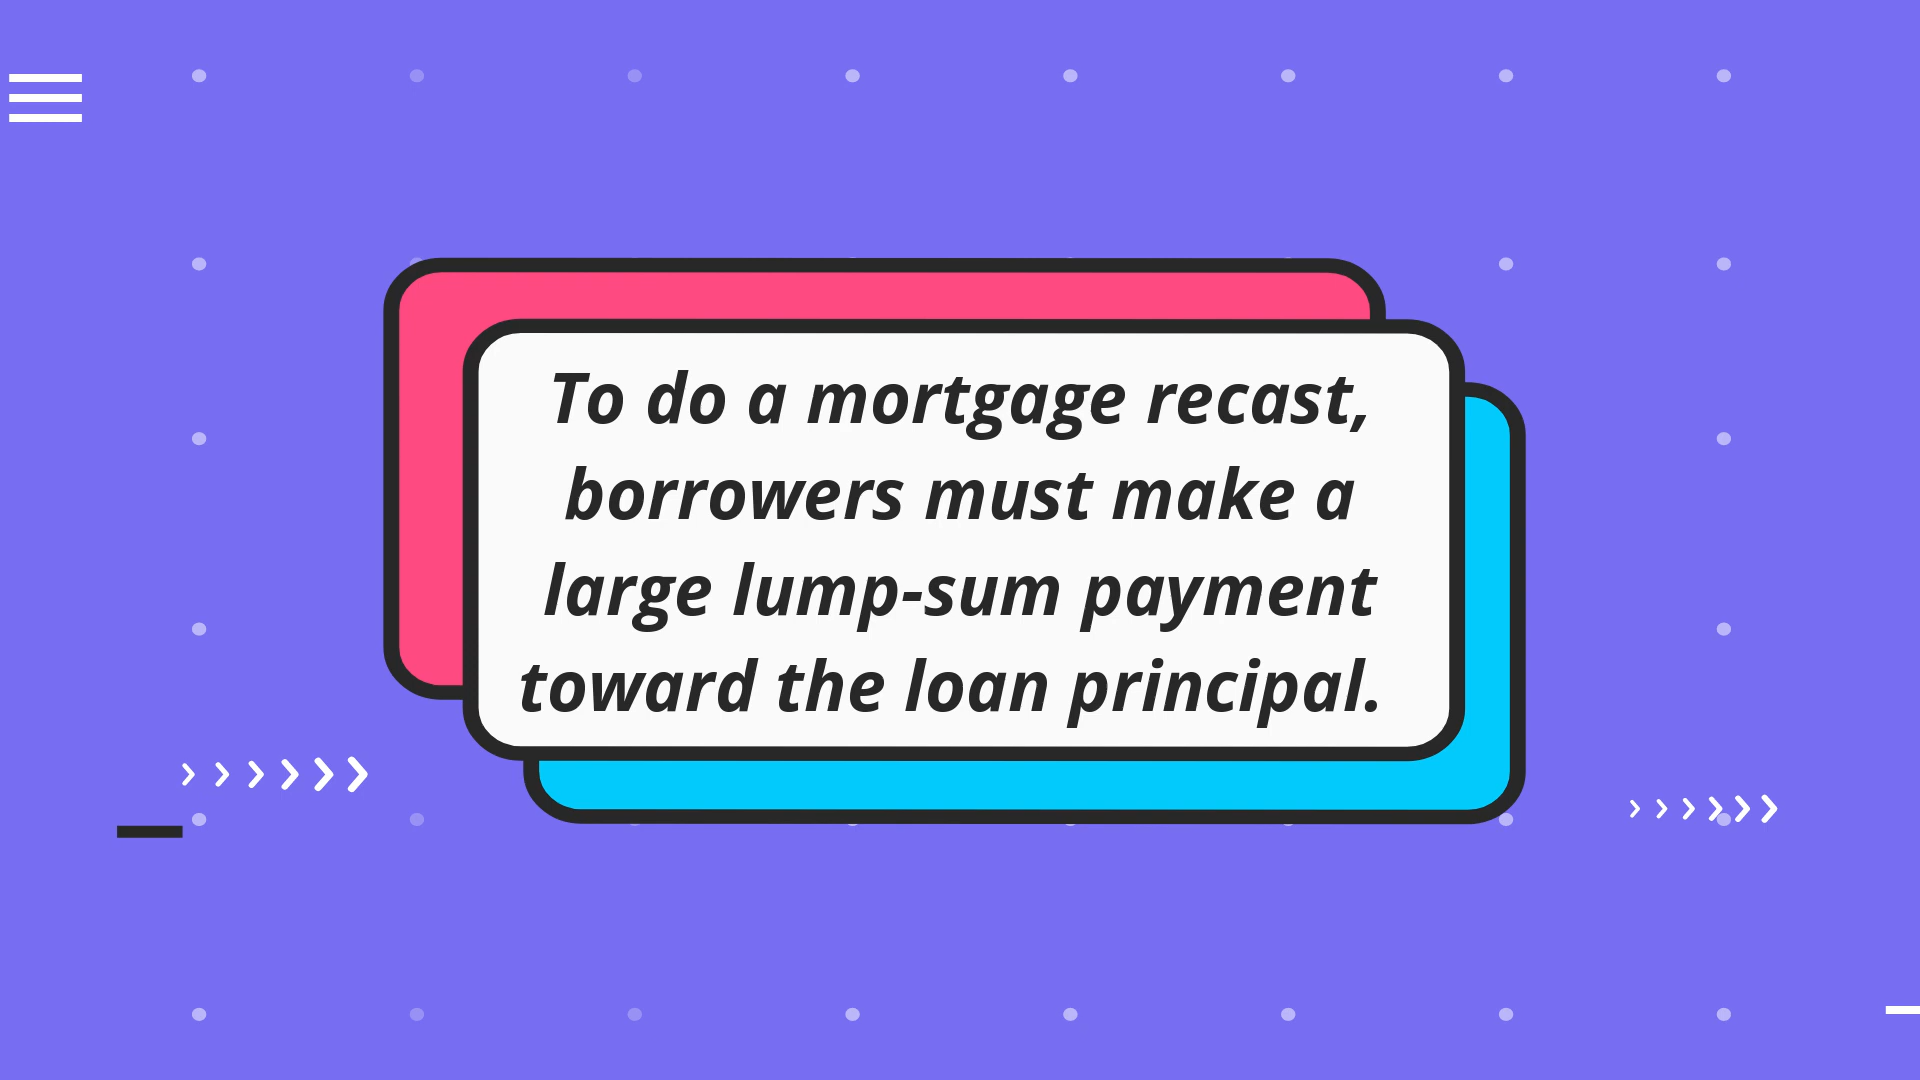 To do a mortgage recast,
borrowers must make a
large lump-sum payment
toward the loan principal.